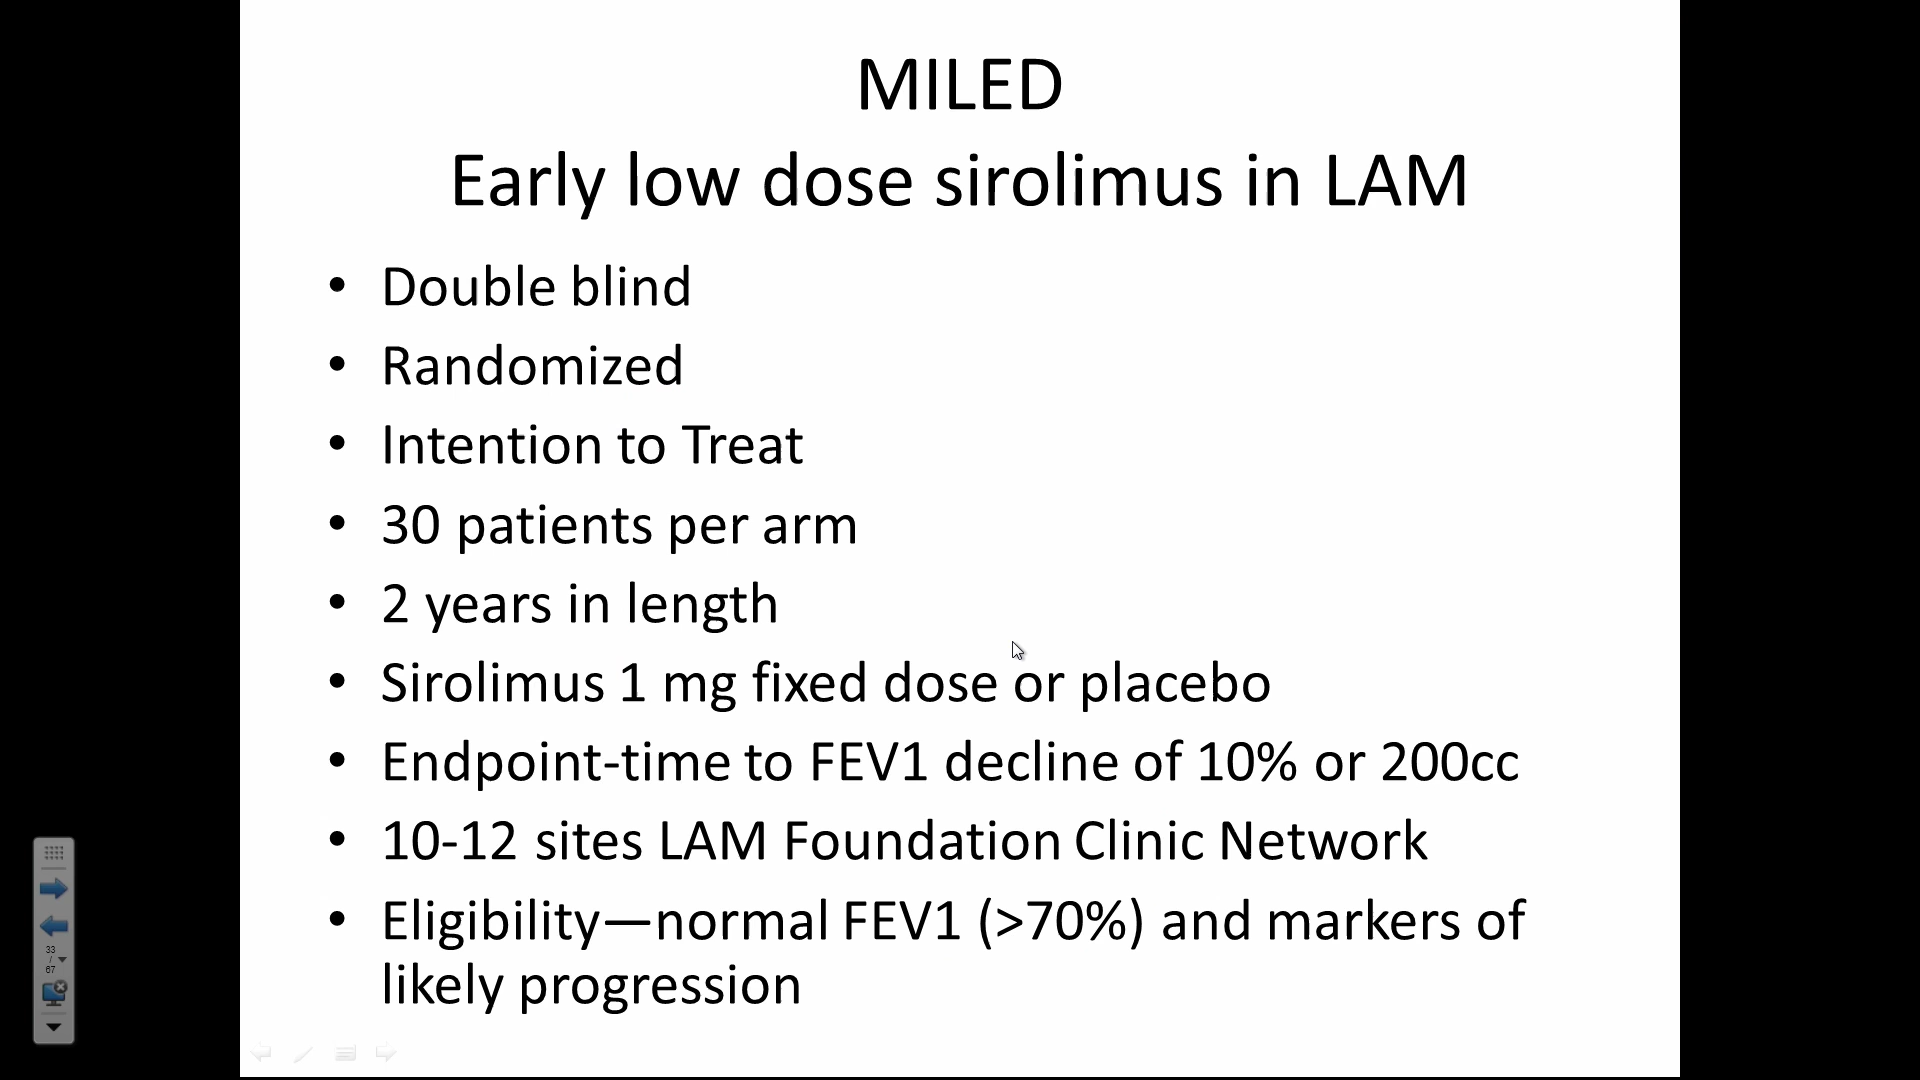 MILED
Early low dose sirolimus in LAM
• Double blind
• Randomized
• Intention to Treat
• 30 patients per arm
• 2 years in length
• Sirolimus 1 mg fixed dose or placebo
• Endpoint-time to FEV1 decline of 10% or 200cc
• 10-12 sites LAM Foundation Clinic Network
• Eligibility—normal FEV1 (>70%) and markers of
likely progression
33
/
67